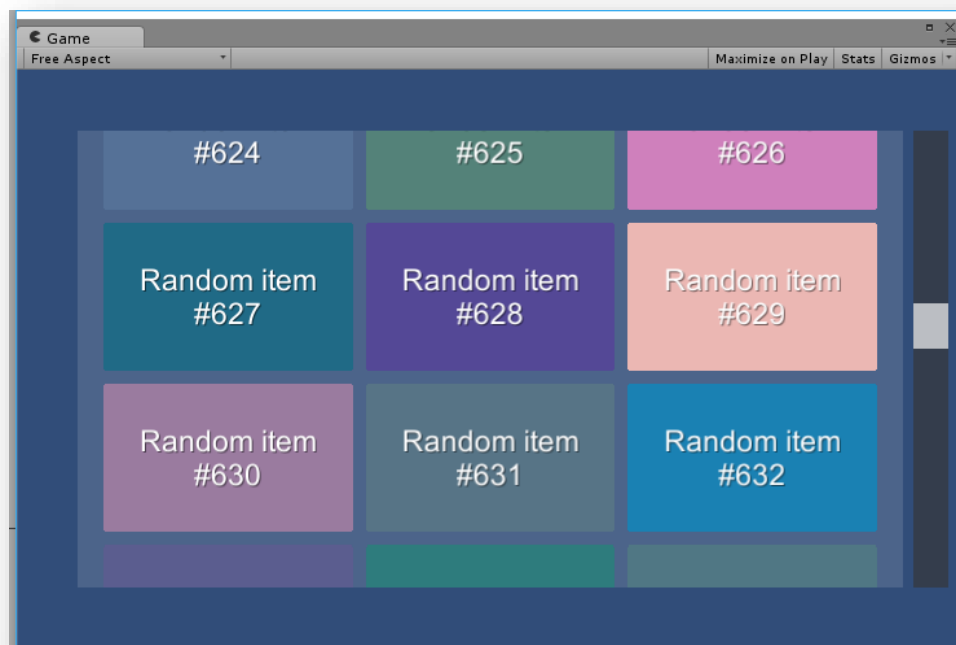 Game
Free Aspect
Maximize on Play Stats Gizmos
#624
#625
#626
Random item
#627
Random item
#628
Random item
#629
Random item
#630
Random item
#631
Random item
#632